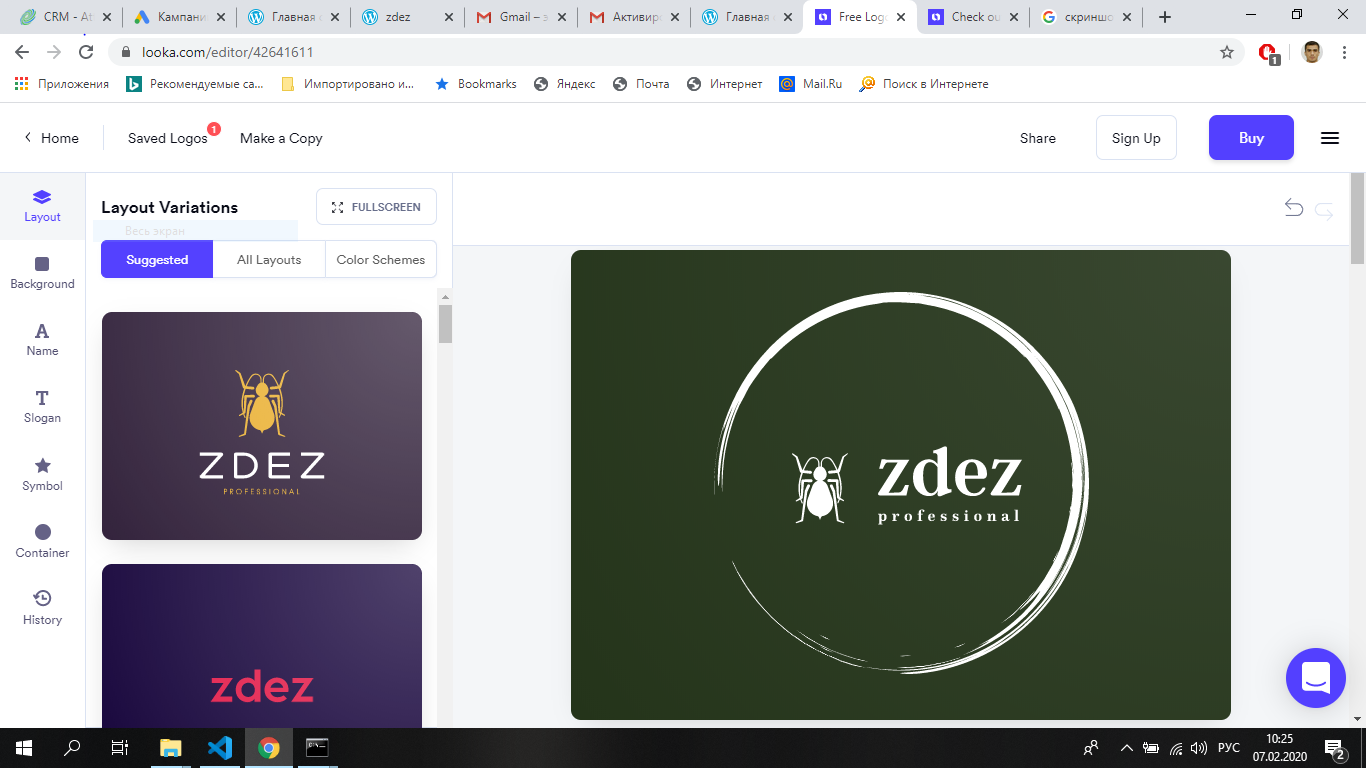 CRM - At
Кампани
Главная с
zdez
Gmail – з
Активиро
Главная с
Free Logo
Check ou
скриншо
looka.com/editor/42641611
1
Приложения
Рекомендуемые са...
Импортировано и...
Bookmarks
Яндекс
Почта
Интернет
Mail.Ru
Поиск в Интернете
Home
Saved Logos
1
Make a Copy
Share
Sign Up
Buy
Layout
Background
Name
Slogan
Symbol
Container
History
Layout Variations
FULLSCREEN
Весь экран
Suggested
All Layouts
Color Schemes
ZDEZ
PROFESSIONAL
zdez
zdez
professional
РУС
10:25
07.02.2020
2